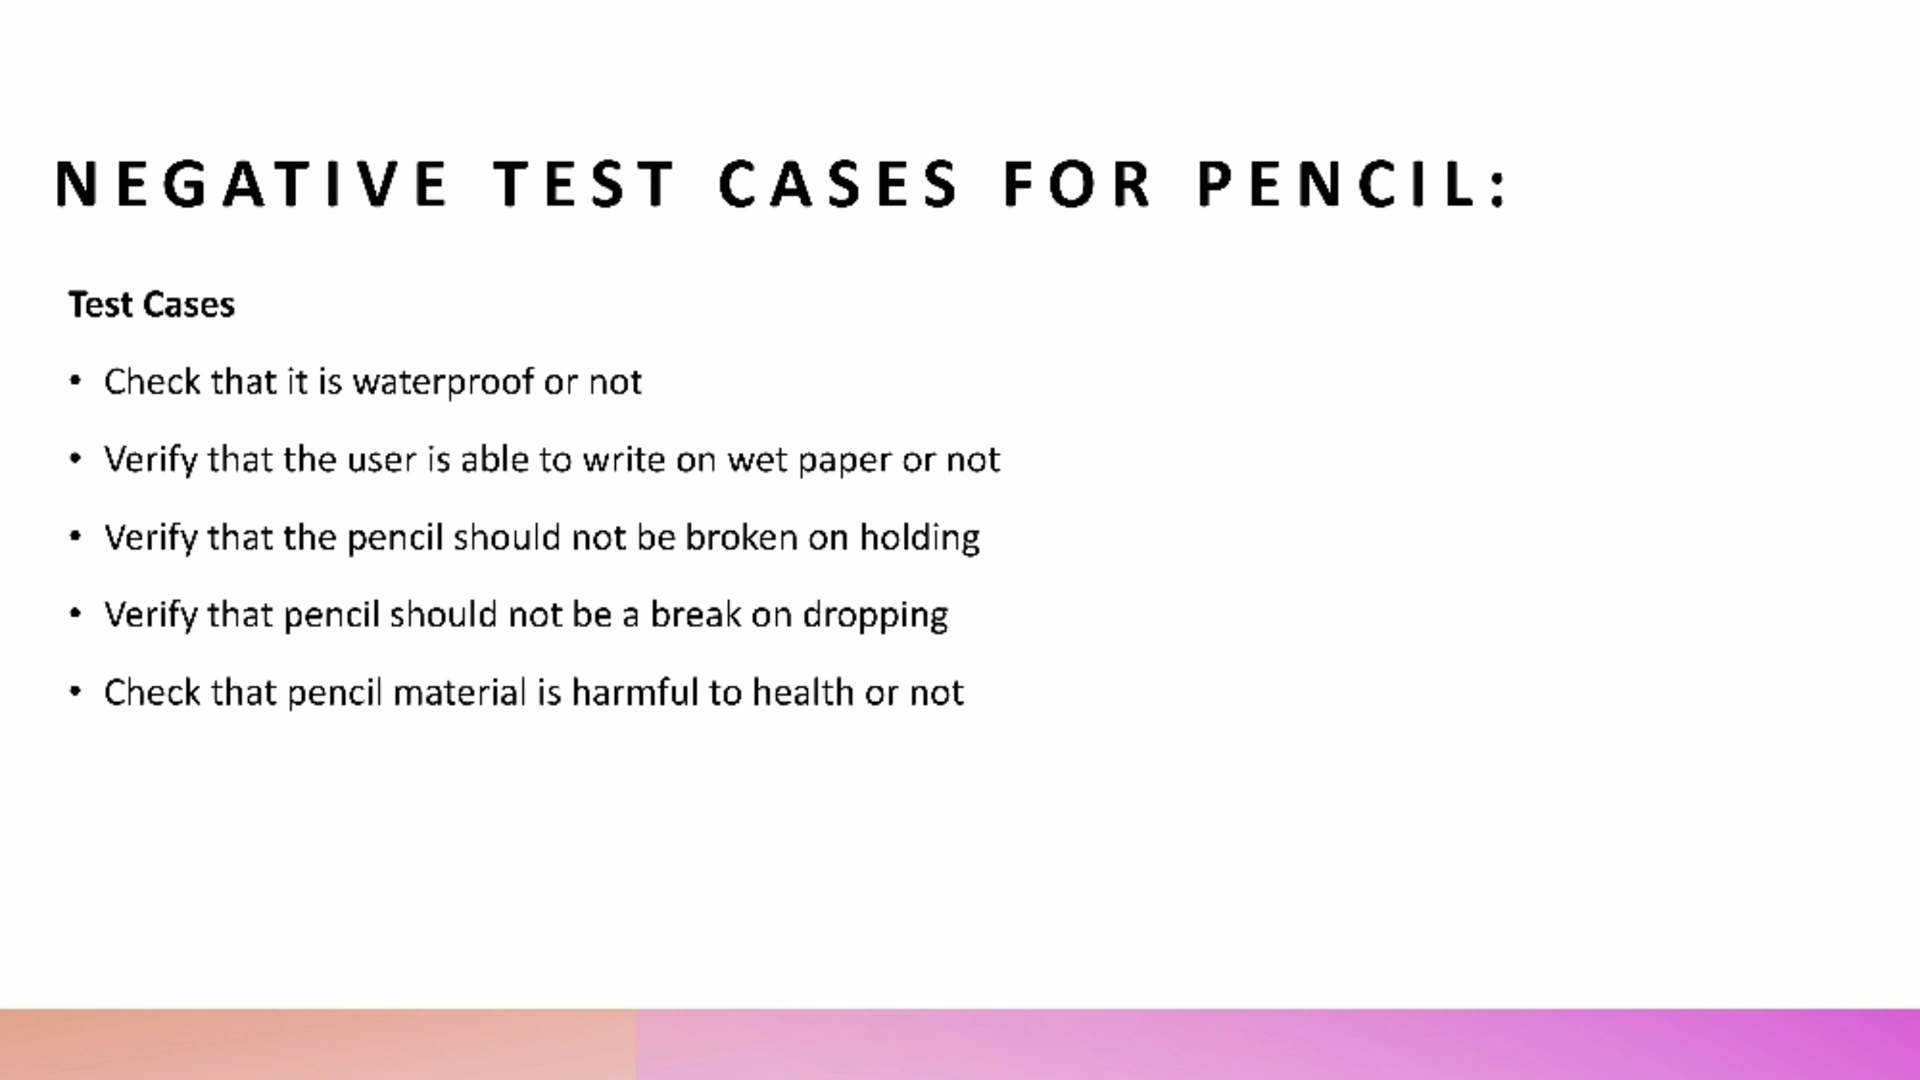 NEGATIVE TEST CASES FOR PENCIL:
Test Cases
• Check that it is waterproof or not
• Verify that the user is able to write on wet paper or not
• Verify that the pencil should not be broken on holding
• Verify that pencil should not be a break on dropping
• Check that pencil material is harmful to health or not